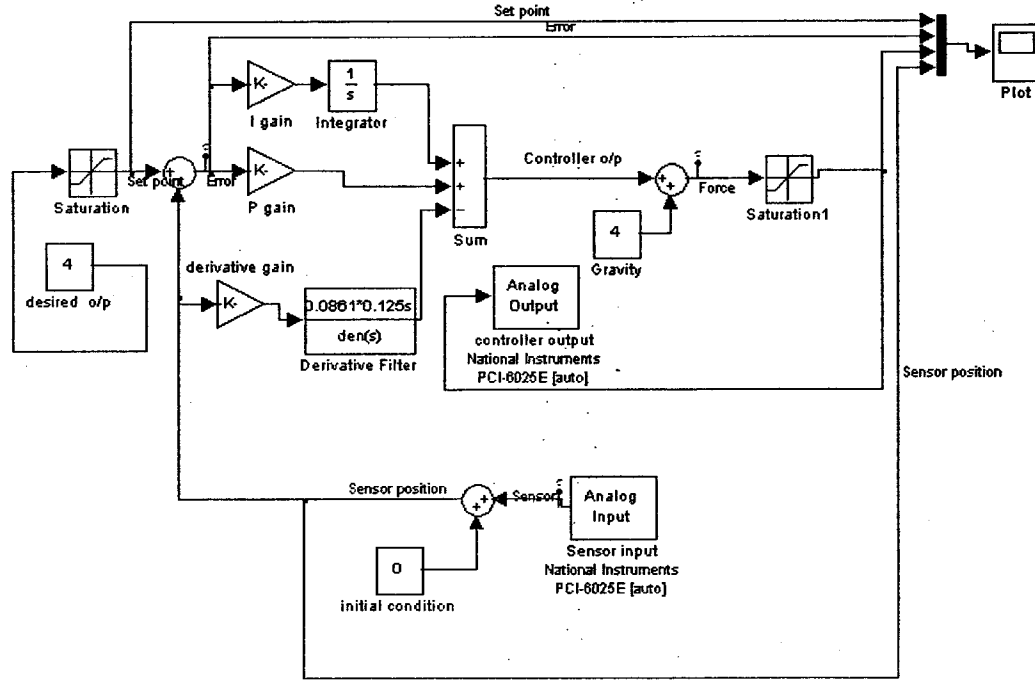 Set point
Error
Plot
K-
I gain
1
s
Integrator
Saturation
+
Set point
Error
K-
P gain
+
+
−
Sum
Controller o/p
+
+
Force
Saturation1
4
Gravity
4
desired o/p
derivative gain
K-
0.0861*0.125s
den(s)
Derivative Filter
Analog
Output
controller output
National Instruments
PCI-6025E [auto]
Sensor position
Sensor position
+
+
Sensor
Analog
Input
Sensor input
National Instruments
PCI-6025E [auto]
0
initial condition